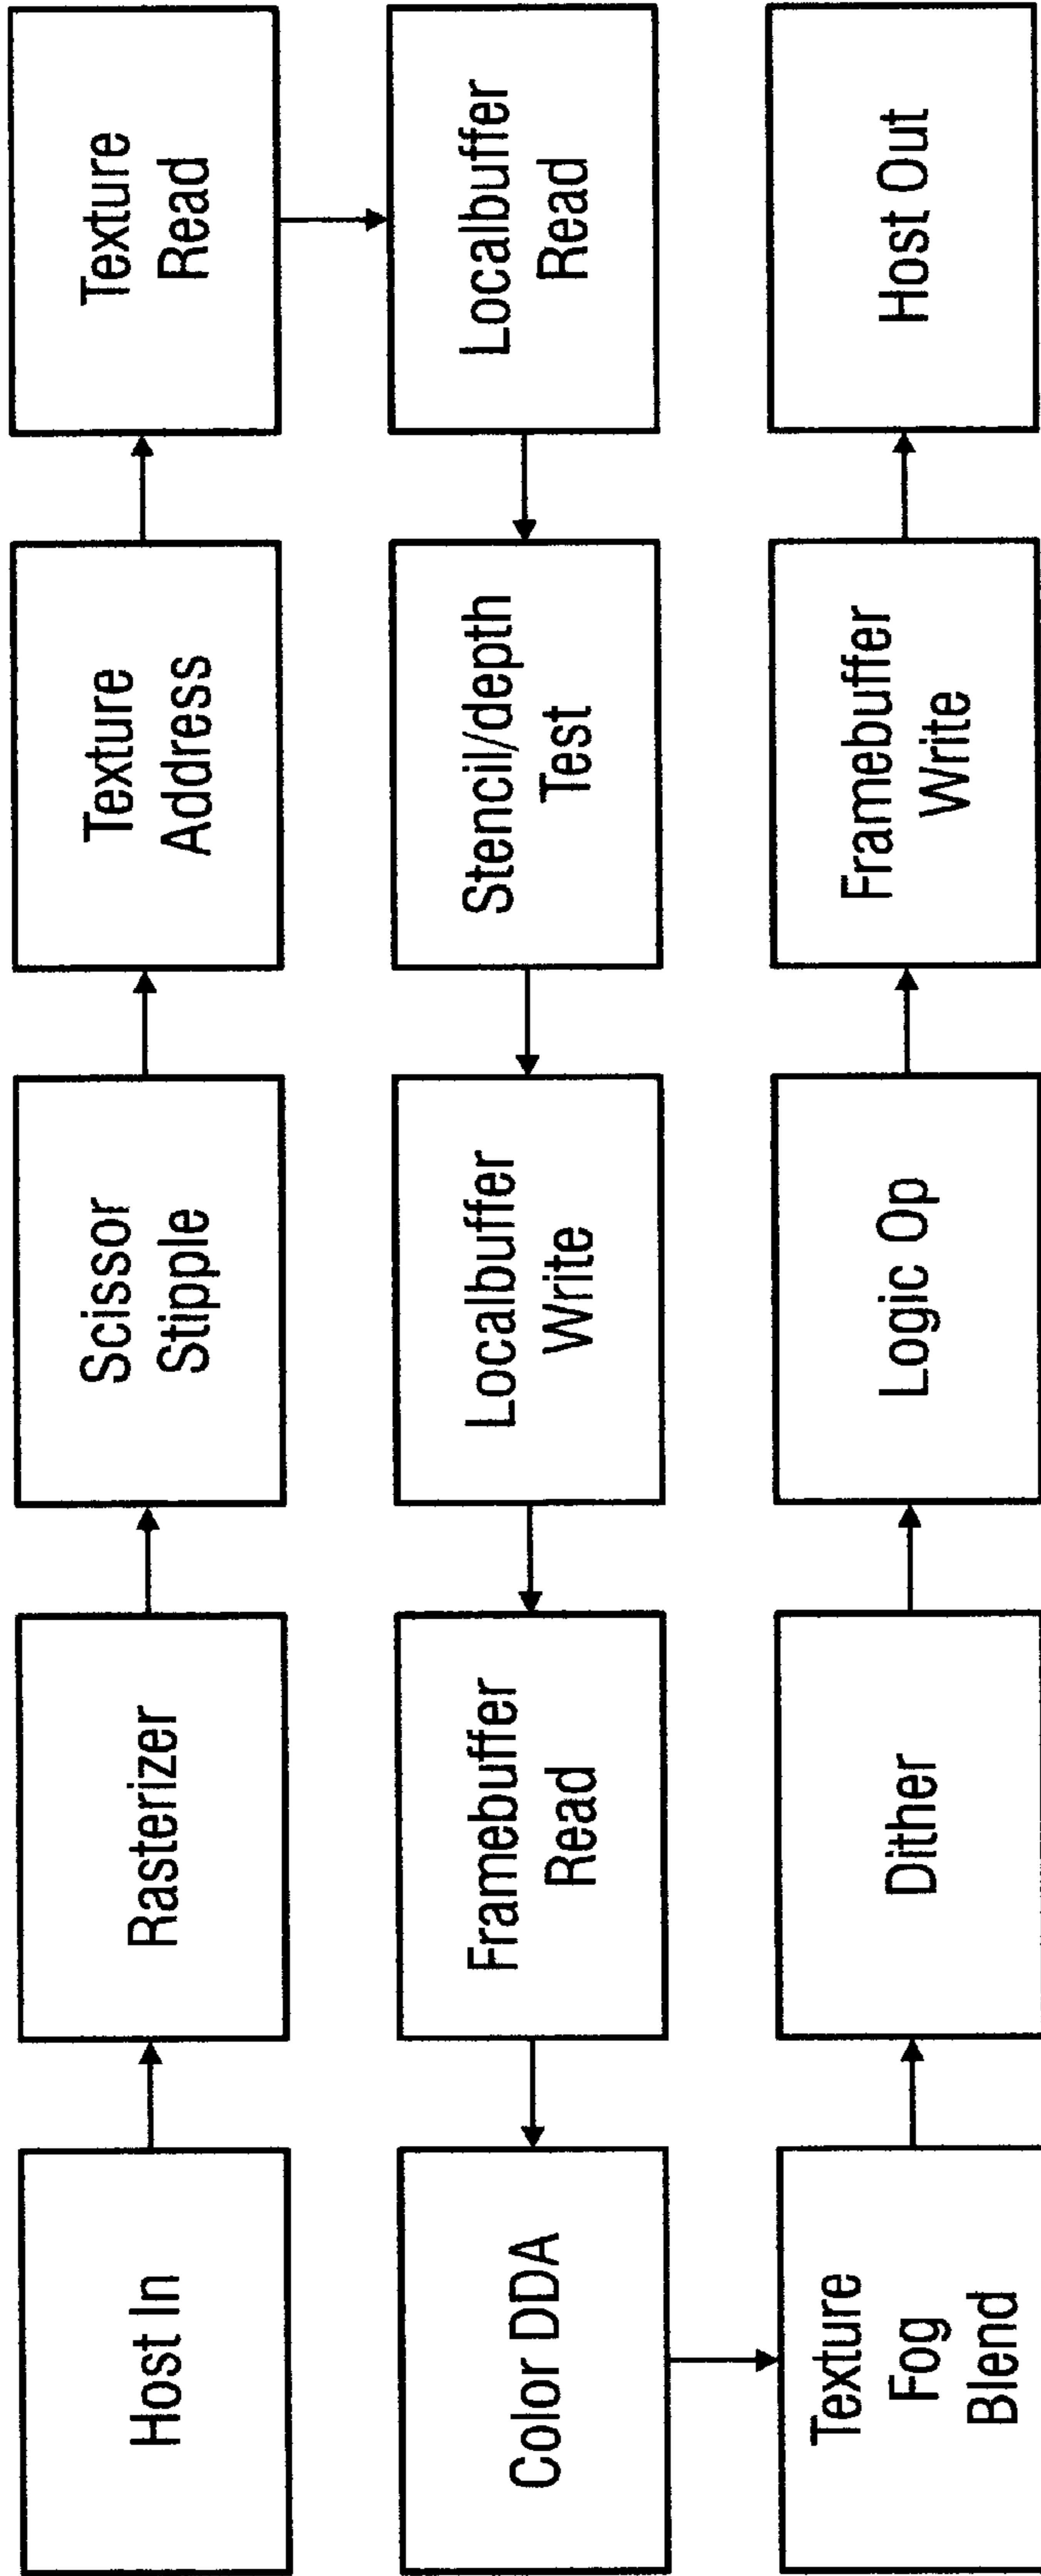 Host In
Rasterizer
Scissor
Stipple
Texture
Address
Texture
Read
Localbuffer
Read
Stencil/depth
Test
Localbuffer
Write
Framebuffer
Read
Color DDA
Texture
Fog
Blend
Dither
Logic Op
Framebuffer
Write
Host Out